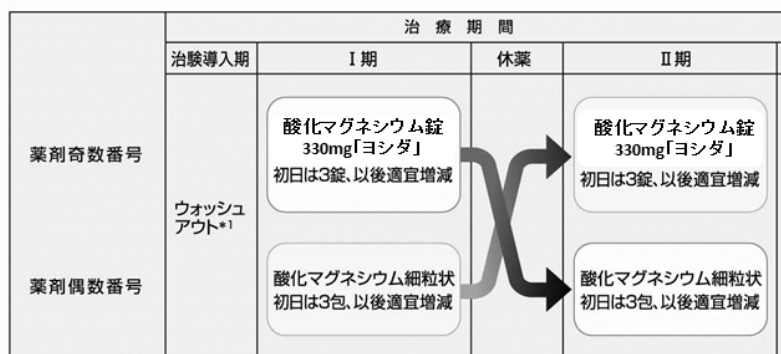 治療期間
治験導入期
Ⅰ期
休薬
Ⅱ期
薬剤奇数番号
酸化マグネシウム錠
330mg「ヨシダ」
初日は3錠、以後適宜増減
酸化マグネシウム錠
330mg「ヨシダ」
初日は3錠、以後適宜増減
ウォッシュ
アウト*1
薬剤偶数番号
酸化マグネシウム細粒状
初日は3包、以後適宜増減
酸化マグネシウム細粒状
初日は3包、以後適宜増減